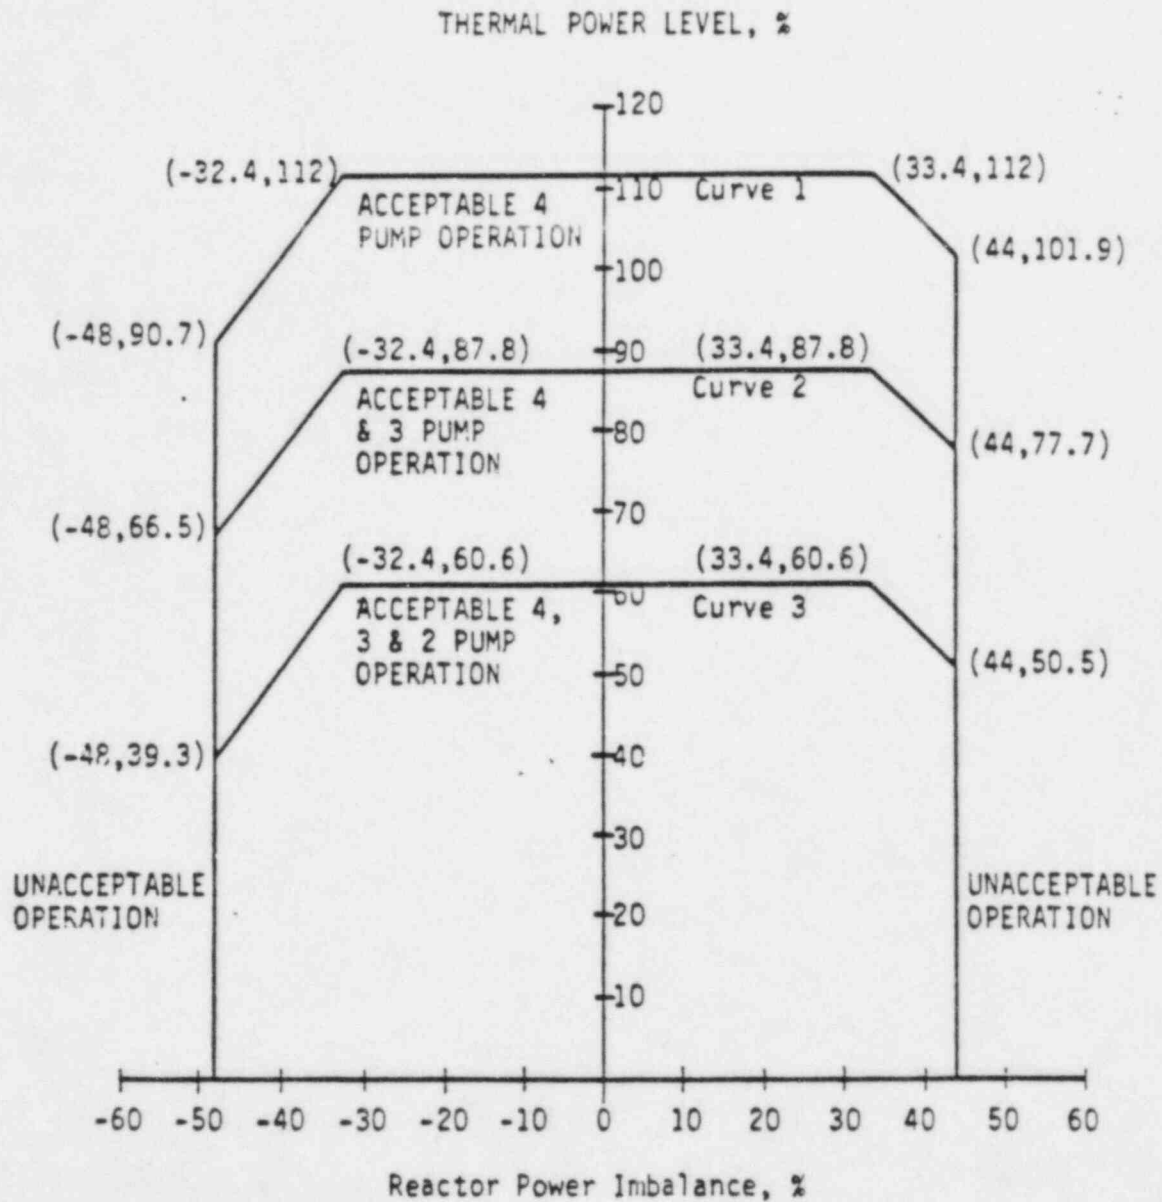 THERMAL POWER LEVEL, %
120
(-32.4,112)
(33.4,112)
110
Curve 1
ACCEPTABLE 4
PUMP OPERATION
(44,101.9)
100
(-48,90.7)
(-32.4,87.8)
90
(33.4,87.8)
Curve 2
ACCEPTABLE 4
& 3 PUMP
OPERATION
80
(44,77.7)
(-48,66.5)
70
(-32.4,60.6)
(33.4,60.6)
60
Curve 3
ACCEPTABLE 4,
3 & 2 PUMP
OPERATION
50
(44,50.5)
(-48,39.3)
40
30
UNACCEPTABLE
OPERATION
UNACCEPTABLE
OPERATION
20
10
-60 -50 -40 -30 -20 -10 0 10 20 30 40 50 60
Reactor Power Imbalance, %